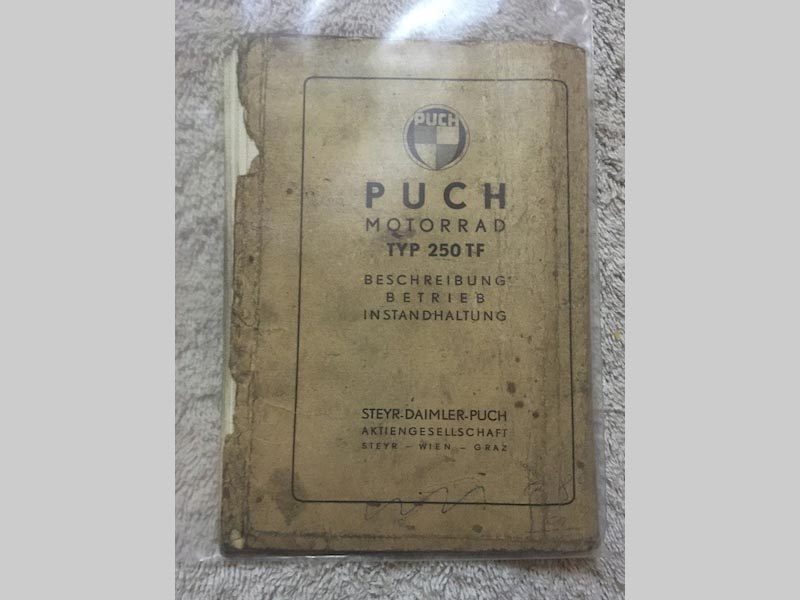 PUCH
PUCH
MOTORRAD
TYP 250 TF
BESCHREIBUNG
BETRIEB
INSTANDHALTUNG
STEYR-DAIMLER-PUCH
AKTIENGESELLSCHAFT
STEYR – WIEN – GRAZ